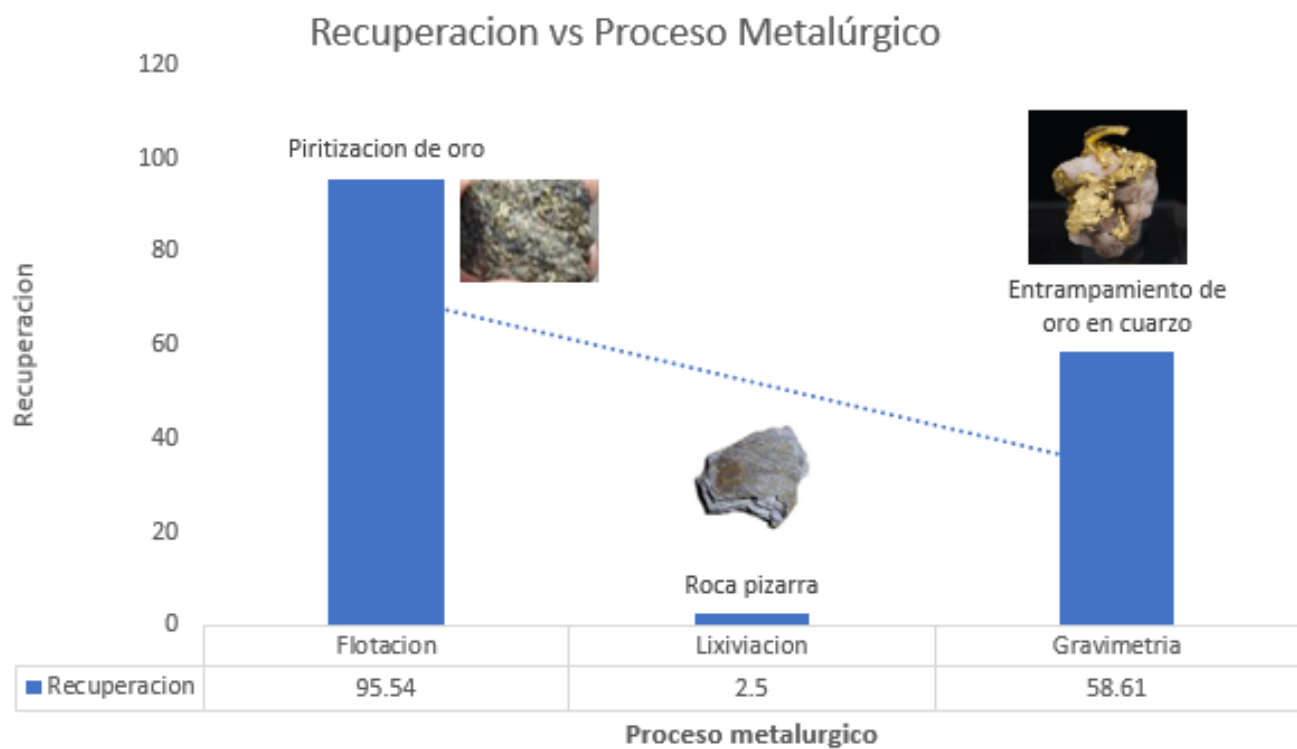 Recuperacion vs Proceso Metalúrgico
120
100
80
60
40
20
0
Recuperacion
Piritizacion de oro
Roca pizarra
Entrampamiento de
oro en cuarzo
Flotacion Lixiviacion Gravimetria
Recuperacion 95.54 2.5 58.61
Proceso metalurgico